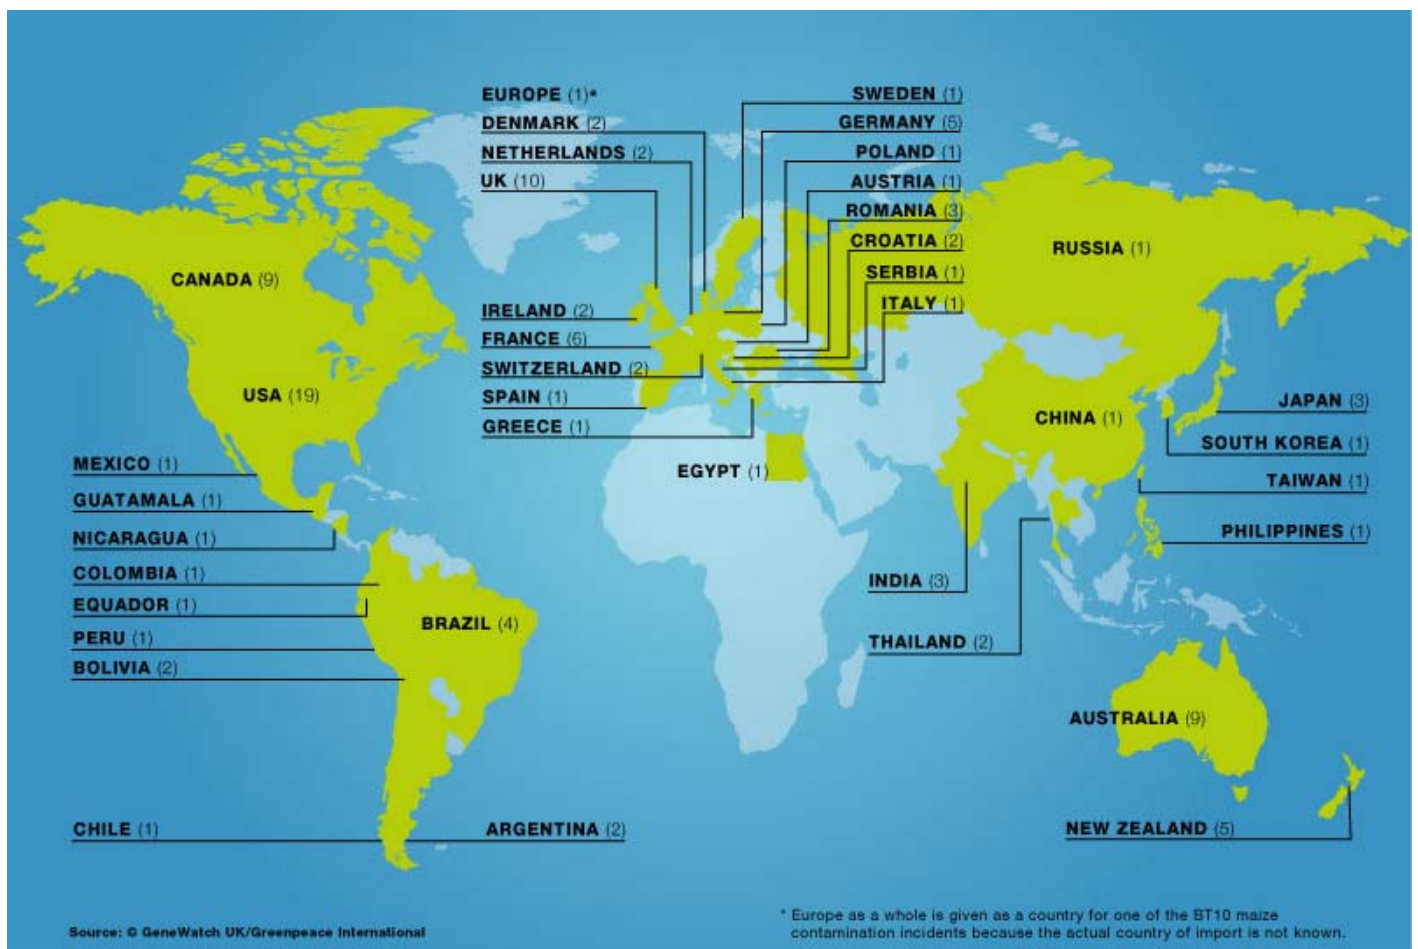 EUROPE (1)*
DENMARK (2)
NETHERLANDS (2)
UK (10)
SWEDEN (1)
GERMANY (5)
POLAND (1)
AUSTRIA (1)
ROMANIA (3)
CROATIA (2)
SERBIA (1)
ITALY (1)
RUSSIA (1)
CANADA (9)
IRELAND (2)
FRANCE (6)
SWITZERLAND (2)
SPAIN (1)
GREECE (1)
USA (19)
CHINA (1)
JAPAN (3)
SOUTH KOREA (1)
TAIWAN (1)
PHILIPPINES (1)
EGYPT (1)
MEXICO (1)
GUATAMALA (1)
NICARAGUA (1)
COLOMBIA (1)
EQUADOR (1)
PERU (1)
BOLIVIA (2)
BRAZIL (4)
INDIA (3)
THAILAND (2)
AUSTRALIA (9)
CHILE (1)
ARGENTINA (2)
NEW ZEALAND (5)
Source: © GeneWatch UK/Greenpeace International
* Europe as a whole is given as a country for one of the BT10 maize
contamination incidents because the actual country of import is not known.